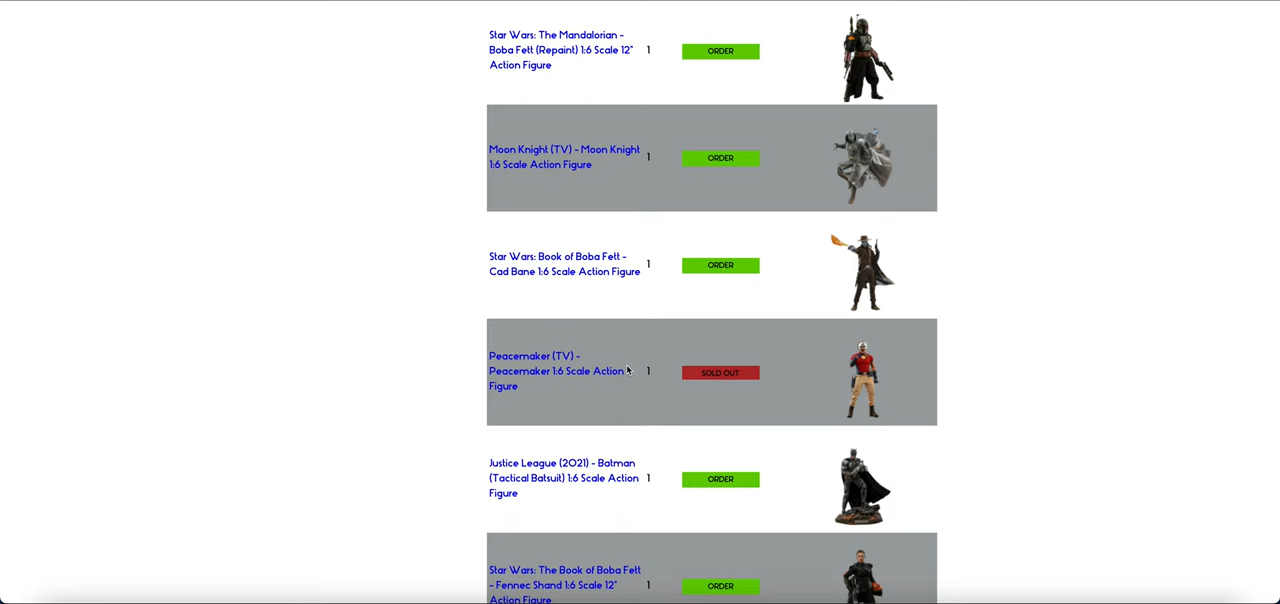 Star Wars: The Mandalorian -
Boba Fett (Repaint) 1:6 Scale 12"
Action Figure
1
ORDER
Moon Knight (TV) - Moon Knight
1:6 Scale Action Figure
1
ORDER
Star Wars: Book of Boba Fett -
Cad Bane 1:6 Scale Action Figure
1
ORDER
Peacemaker (TV) -
Peacemaker 1:6 Scale Action
Figure
1
SOLD OUT
Justice League (2021) - Batman
(Tactical Batsuit) 1:6 Scale Action
Figure
1
ORDER
Star Wars: The Book of Boba Fett
- Fennec Shand 1:6 Scale 12"
Action Figure
1
ORDER